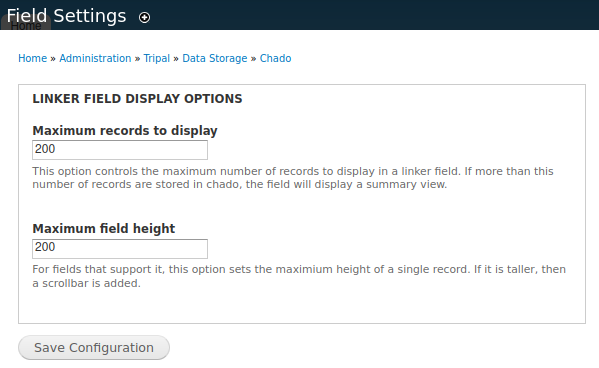 Field Settings
Home
Home » Administration » Tripal » Data Storage » Chado
LINKER FIELD DISPLAY OPTIONS
Maximum records to display
200
This option controls the maximum number of records to display in a linker field. If more than this
number of records are stored in chado, the field will display a summary view.
Maximum field height
200
For fields that support it, this option sets the maximium height of a single record. If it is taller, then
a scrollbar is added.
Save Configuration